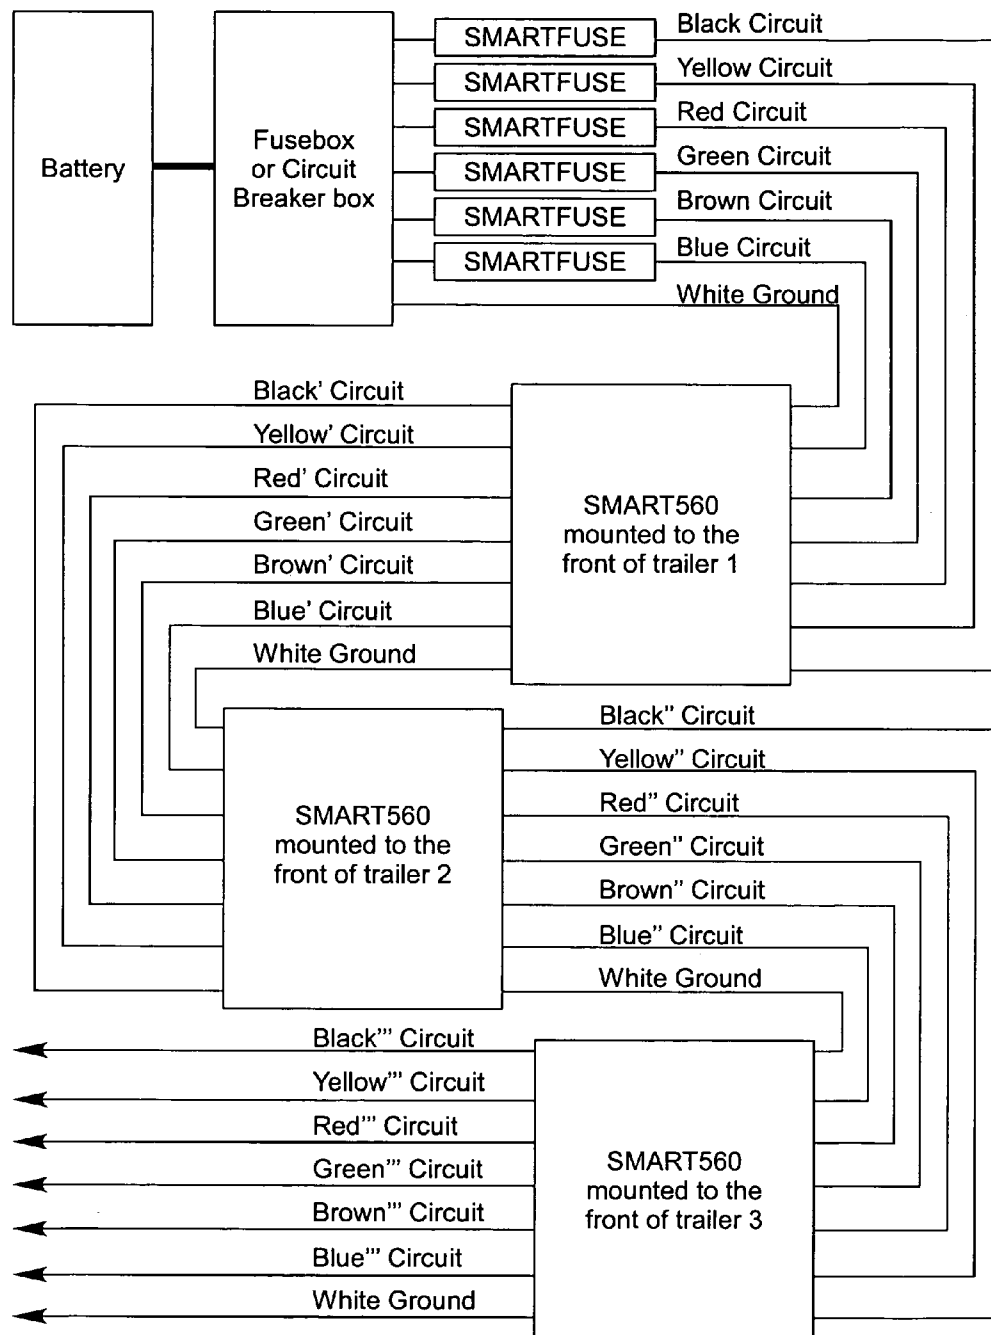 Battery
Fusebox
or Circuit
Breaker box
SMARTFUSE
Black Circuit
SMARTFUSE
Yellow Circuit
SMARTFUSE
Red Circuit
SMARTFUSE
Green Circuit
SMARTFUSE
Brown Circuit
SMARTFUSE
Blue Circuit
White Ground
Black’ Circuit
Yellow’ Circuit
Red’ Circuit
Green’ Circuit
Brown’ Circuit
Blue’ Circuit
White Ground
SMART560
mounted to the
front of trailer 1
SMART560
mounted to the
front of trailer 2
Black” Circuit
Yellow” Circuit
Red” Circuit
Green” Circuit
Brown” Circuit
Blue” Circuit
White Ground
Black”’ Circuit
Yellow”’ Circuit
Red”’ Circuit
Green”’ Circuit
Brown”’ Circuit
Blue”’ Circuit
White Ground
SMART560
mounted to the
front of trailer 3